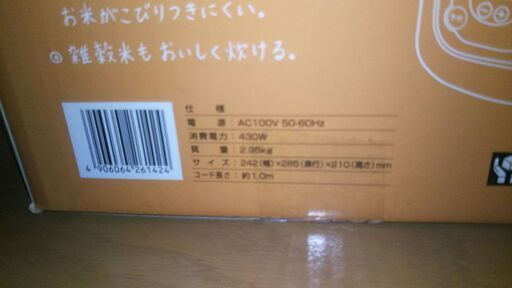 お米がこびりつきにくい。
◎ 雑穀米もおいしく炊ける。
仕 様
電 源：AC100V 50-60Hz
消費電力：430W
質 量：2.95kg
サ イ ズ：242(幅)×285(奥行)×210(高さ)mm
コード長さ：約1.0m
4 906064 261424